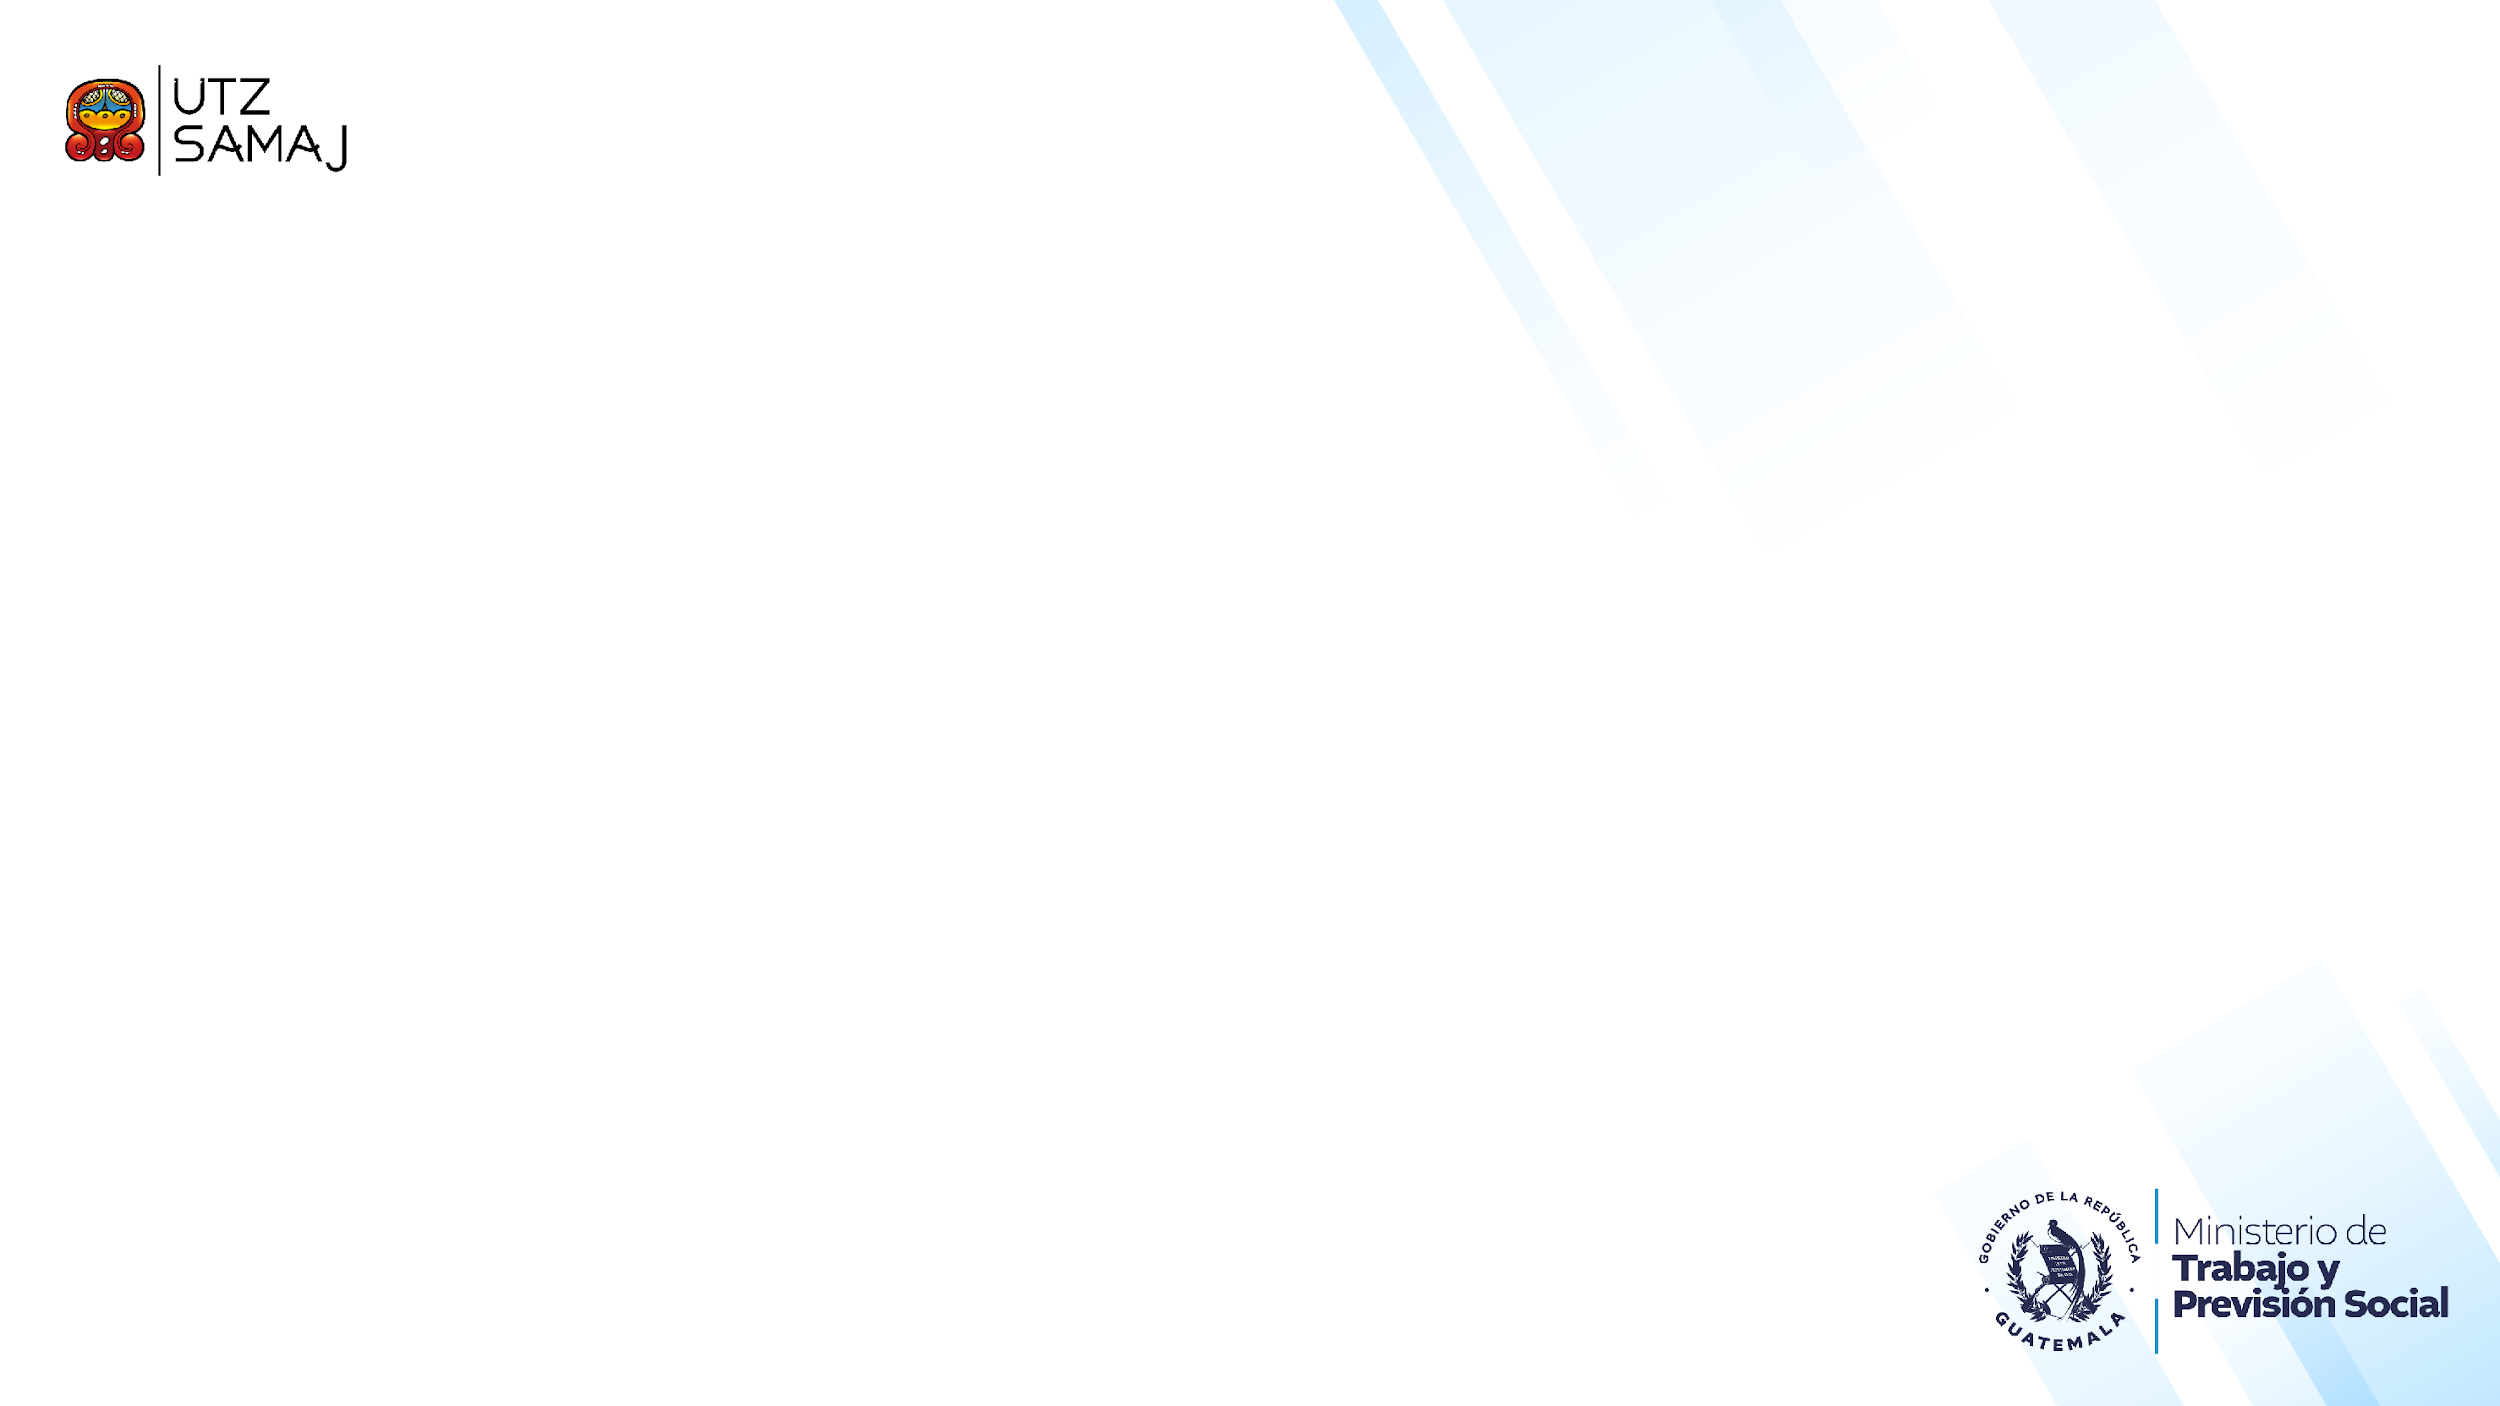 UTZ
SAMAJ
GOBIERNO DE LA REPÚBLICA
GUATEMALA
Ministerio de
Trabajo y
Previsión Social